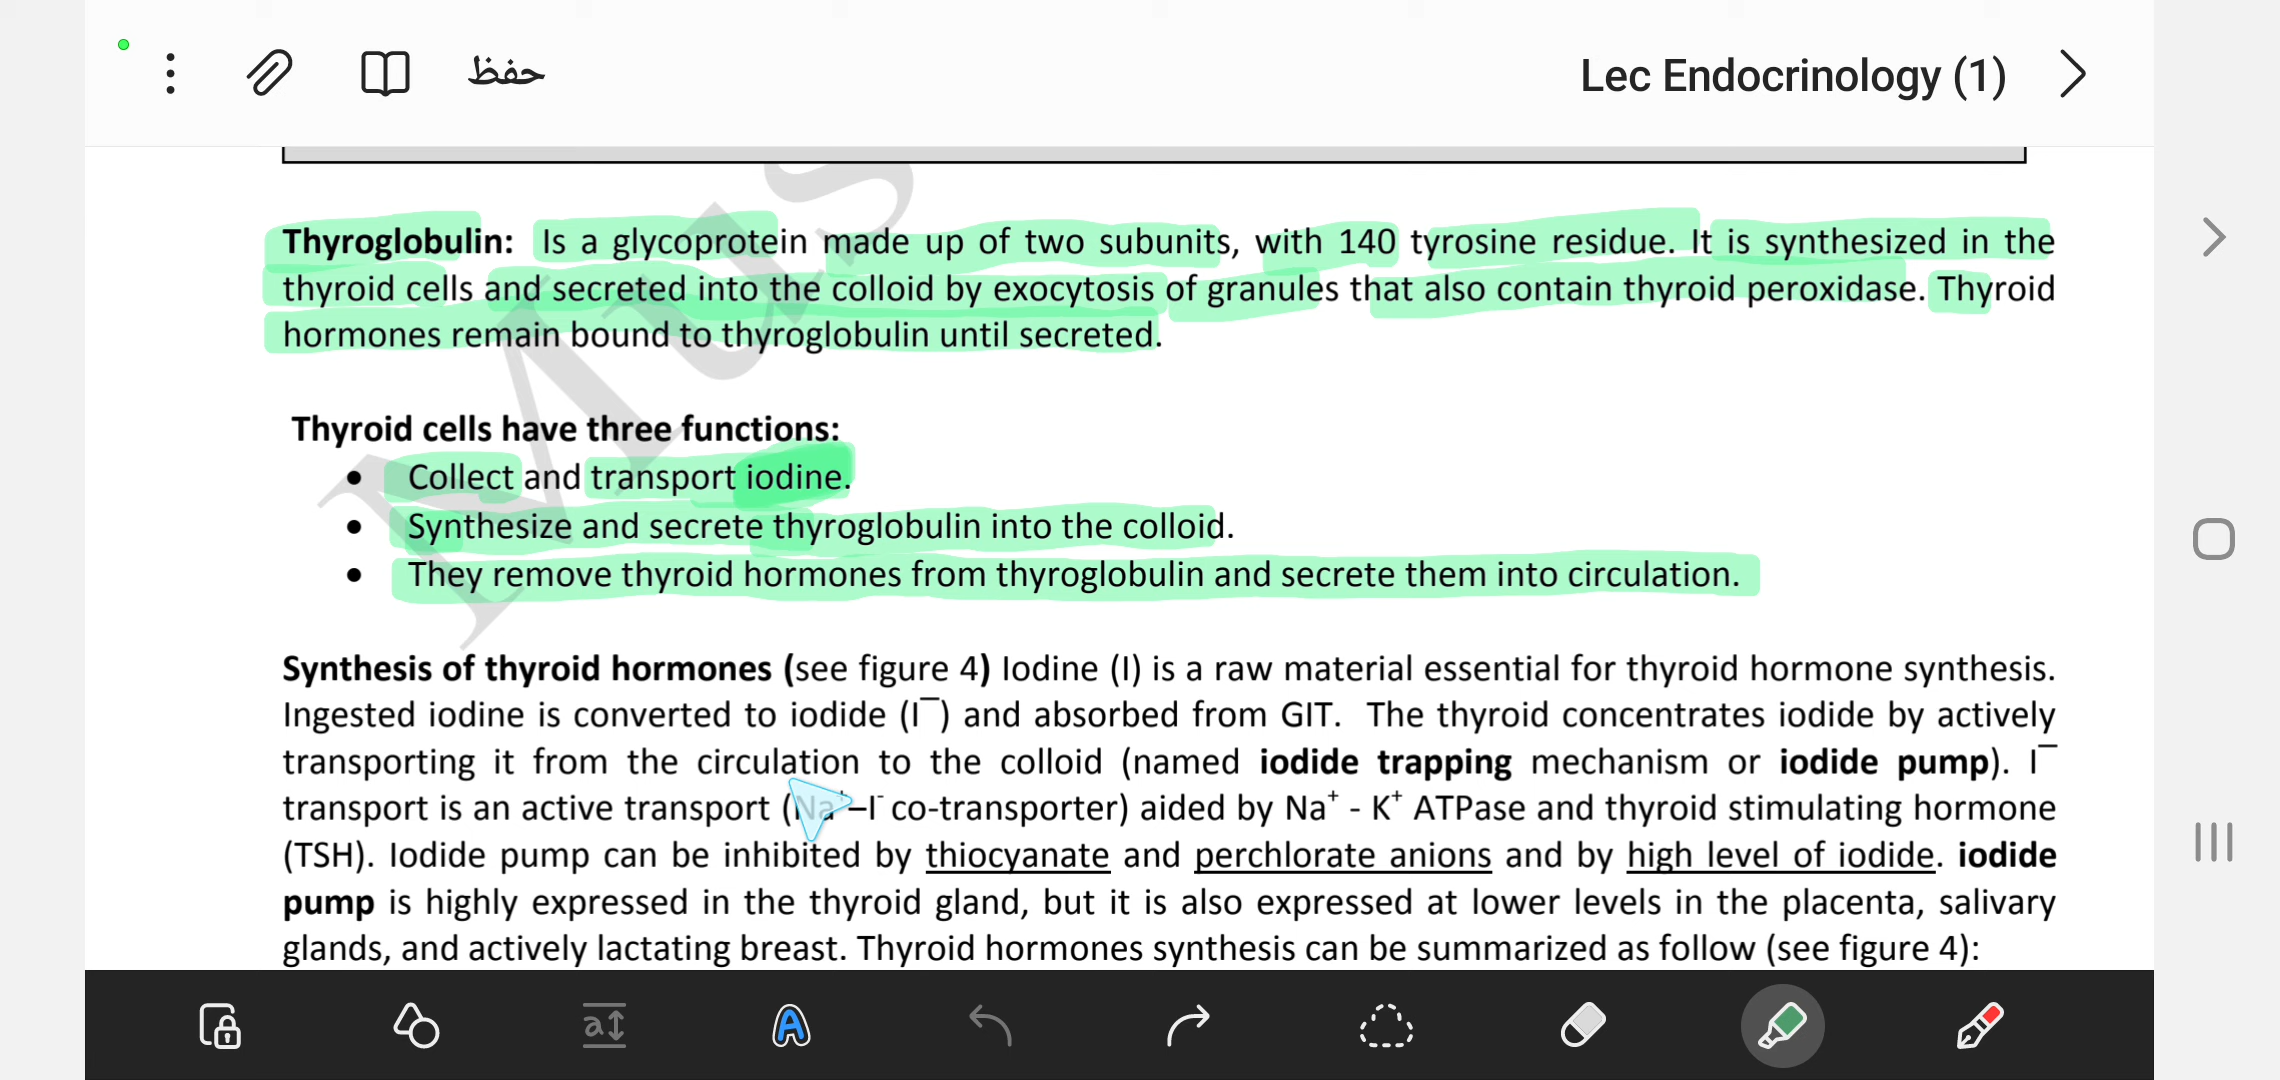 حفظ
Lec Endocrinology (1)
Thyroglobulin: Is a glycoprotein made up of two subunits, with 140 tyrosine residue. It is synthesized in the
thyroid cells and secreted into the colloid by exocytosis of granules that also contain thyroid peroxidase. Thyroid
hormones remain bound to thyroglobulin until secreted.
Thyroid cells have three functions:
• Collect and transport iodine.
• Synthesize and secrete thyroglobulin into the colloid.
• They remove thyroid hormones from thyroglobulin and secrete them into circulation.
Synthesis of thyroid hormones (see figure 4) Iodine (I) is a raw material essential for thyroid hormone synthesis.
Ingested iodine is converted to iodide (I¯) and absorbed from GIT. The thyroid concentrates iodide by actively
transporting it from the circulation to the colloid (named iodide trapping mechanism or iodide pump). I¯
transport is an active transport (Na⁺–I⁻ co-transporter) aided by Na⁺ - K⁺ ATPase and thyroid stimulating hormone
(TSH). Iodide pump can be inhibited by thiocyanate and perchlorate anions and by high level of iodide. iodide
pump is highly expressed in the thyroid gland, but it is also expressed at lower levels in the placenta, salivary
glands, and actively lactating breast. Thyroid hormones synthesis can be summarized as follow (see figure 4):
Mus
a
A